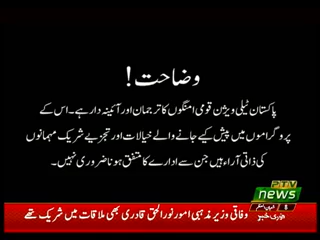 وضاحت!
پاکستان ٹیلی ویژن قومی امنگوں کا ترجمان اور آئینہ دار ہے۔ اس کے
پروگراموں میں پیش کیے جانے والے خیالات اور تجزیے شریک مہمانوں
کی ذاتی آراء ہیں جن سے ادارے کا متفق ہونا ضروری نہیں۔
PTV
news
وفاقی وزیر مذہبی امور نور الحق قادری بھی ملاقات میں شریک تھے